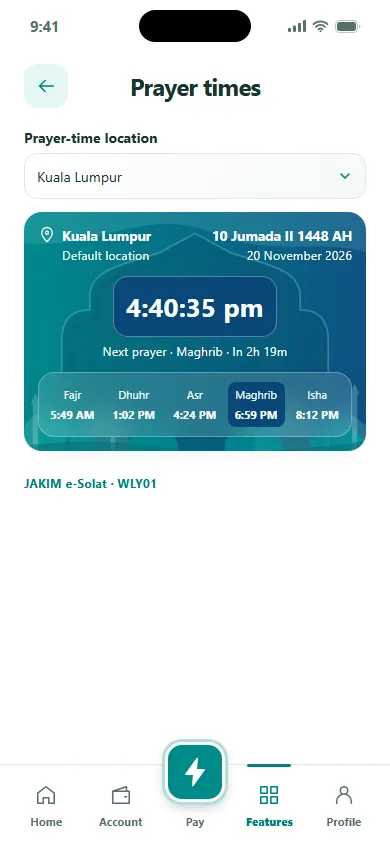 9:41
Prayer times
Prayer-time location
Kuala Lumpur
Kuala Lumpur
10 Jumada II 1448 AH
Default location
20 November 2026
4:40:35 pm
Next prayer · Maghrib · In 2h 19m
Fajr Dhuhr Asr Maghrib Isha
5:49 AM 1:02 PM 4:24 PM 6:59 PM 8:12 PM
JAKIM e-Solat · WLY01
Home Account Pay Features Profile